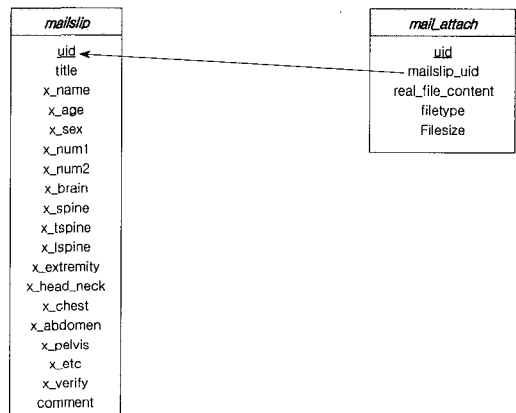 mailslip
uid
title
x_name
x_age
x_sex
x_num1
x_num2
x_brain
x_spine
x_tspine
x_lspine
x_extremity
x_head_neck
x_chest
x_abdomen
x_pelvis
x_etc
x_verify
comment
mail_attach
uid
mailslip_uid
real_file_content
filetype
Filesize